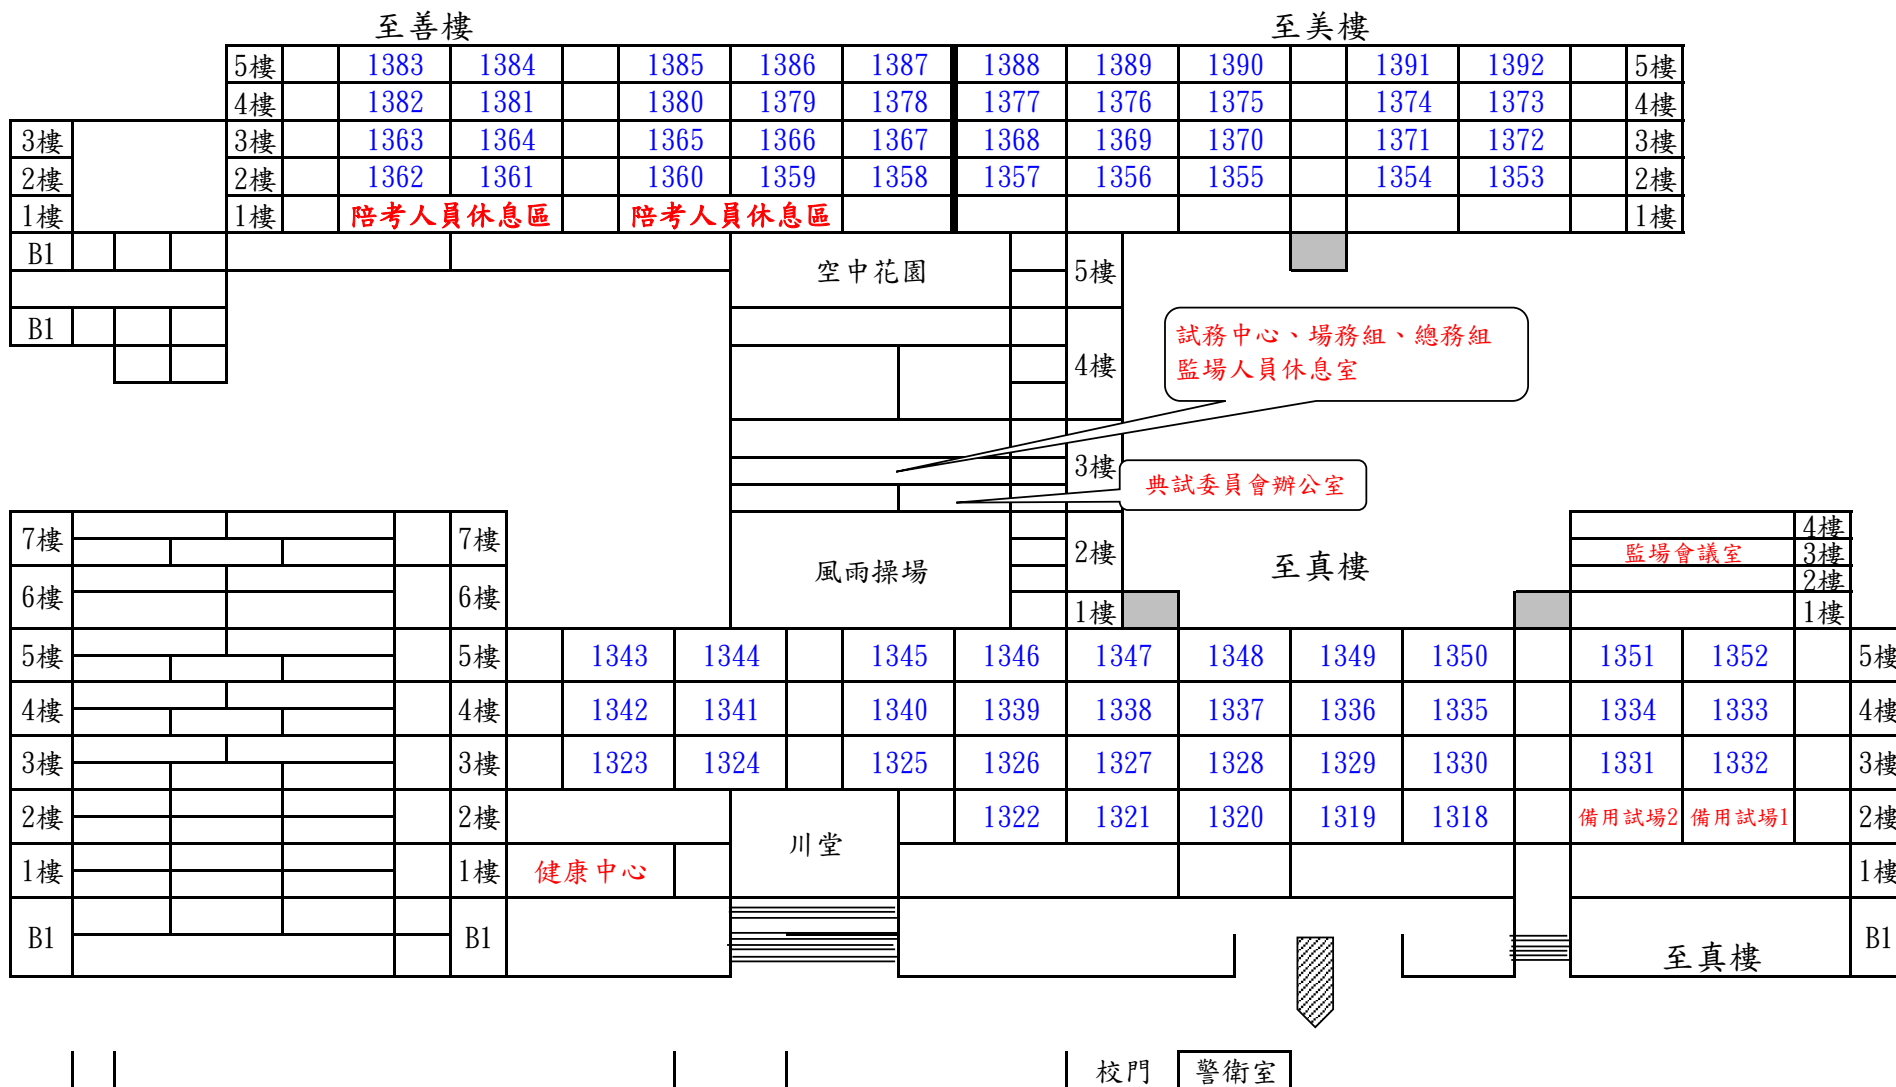 至善樓 至美樓
5樓 1383 1384 1385 1386 1387 1388 1389 1390 1391 1392 5樓
4樓 1382 1381 1380 1379 1378 1377 1376 1375 1374 1373 4樓
3樓 3樓 1363 1364 1365 1366 1367 1368 1369 1370 1371 1372 3樓
2樓 2樓 1362 1361 1360 1359 1358 1357 1356 1355 1354 1353 2樓
1樓 1樓 陪考人員休息區 陪考人員休息區 1樓
B1
空中花園 5樓
B1
試務中心、場務組、總務組
監場人員休息室
4樓
3樓
典試委員會辦公室
7樓 7樓
風雨操場 2樓 至真樓
4樓
監場會議室 3樓
2樓
6樓 6樓 1樓 1樓
5樓 5樓 1343 1344 1345 1346 1347 1348 1349 1350 1351 1352 5樓
4樓 4樓 1342 1341 1340 1339 1338 1337 1336 1335 1334 1333 4樓
3樓 3樓 1323 1324 1325 1326 1327 1328 1329 1330 1331 1332 3樓
2樓 2樓 1322 1321 1320 1319 1318 備用試場2 備用試場1 2樓
川堂
1樓 1樓 健康中心 1樓
B1 B1 至真樓 B1
校門 警衛室